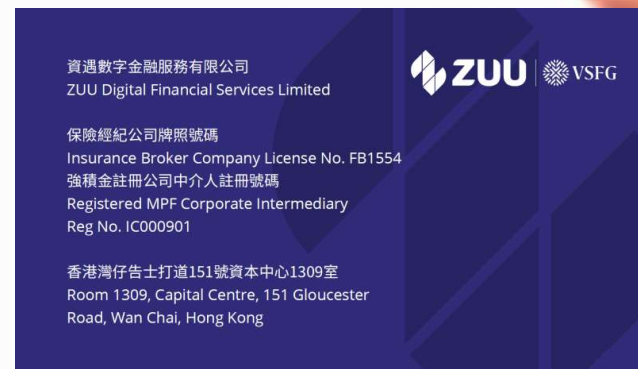 資遇數字金融服務有限公司
ZUU Digital Financial Services Limited
ZUU VSFG
保險經紀公司牌照號碼
Insurance Broker Company License No. FB1554
強積金註冊公司中介人註冊號碼
Registered MPF Corporate Intermediary
Reg No. IC000901
香港灣仔告士打道151號資本中心1309室
Room 1309, Capital Centre, 151 Gloucester
Road, Wan Chai, Hong Kong